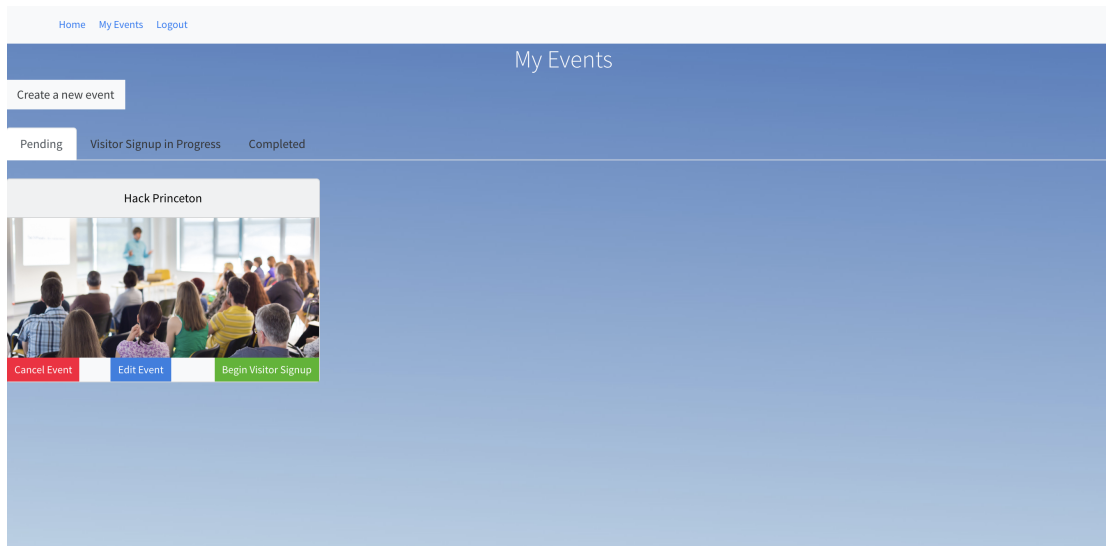 Home My Events Logout
My Events
Create a new event
Pending Visitor Signup in Progress Completed
Hack Princeton
Cancel Event Edit Event Begin Visitor Signup